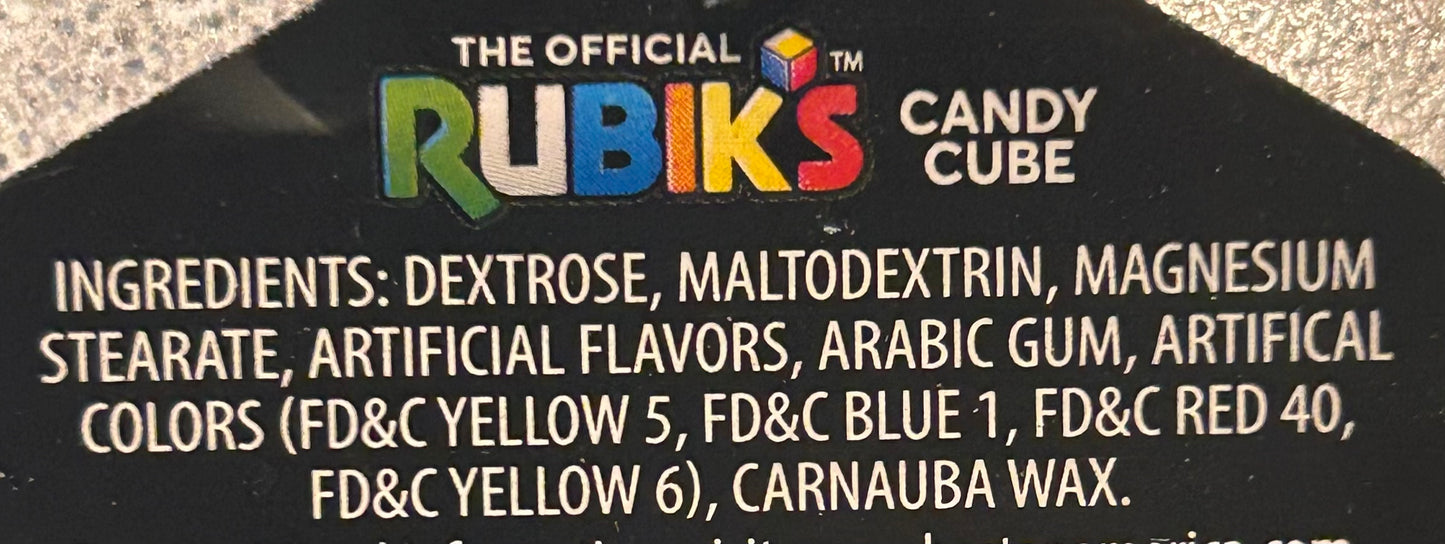 THE OFFICIAL
RUBIK'S™ CANDY
CUBE
INGREDIENTS: DEXTROSE, MALTODEXTRIN, MAGNESIUM
STEARATE, ARTIFICIAL FLAVORS, ARABIC GUM, ARTIFICAL
COLORS (FD&C YELLOW 5, FD&C BLUE 1, FD&C RED 40,
FD&C YELLOW 6), CARNAUBA WAX.